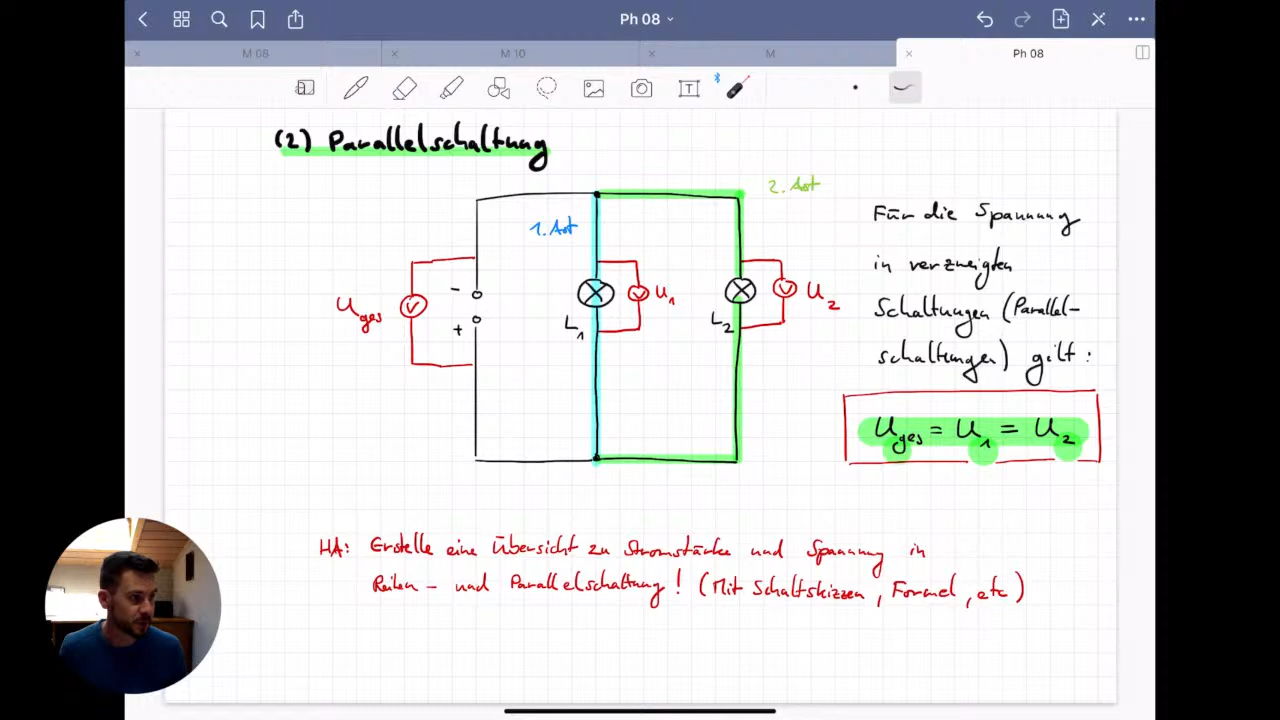 Ph 08
M 08
M 10
M
Ph 08
T
(2) Parallelschaltung
2. Ast
1. Ast
Für die Spannung
in verzweigten
Schaltungen (Parallel-
schaltungen) gilt:
-
+
U ges
V
L1
V
U1
L2
V
U2
U ges = U1 = U2
HA: Erstelle eine Übersicht zu Stromstärke und Spannung in
Reihen- und Parallelschaltung! (Mit Schaltskizzen, Formel, etc)